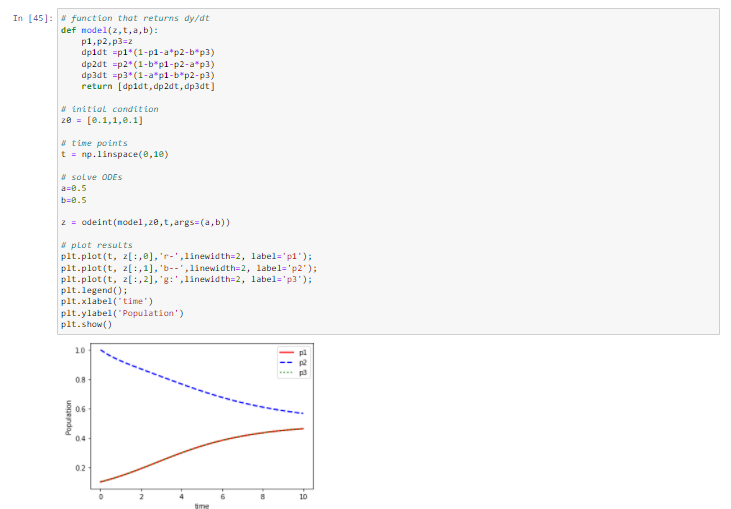 In [45]: # function that returns dy/dt
def model(z,t,a,b):
    p1,p2,p3=z
    dp1dt =p1*(1-p1-a*p2-b*p3)
    dp2dt =p2*(1-b*p1-p2-a*p3)
    dp3dt =p3*(1-a*p1-b*p2-p3)
    return [dp1dt,dp2dt,dp3dt]
# initial condition
z0 = [0.1,1,0.1]
# time points
t = np.linspace(0,10)
# solve ODEs
a=0.5
b=0.5
z = odeint(model,z0,t,args=(a,b))
# plot results
plt.plot(t, z[:,0],'r-',linewidth=2, label='p1');
plt.plot(t, z[:,1],'b--',linewidth=2, label='p2');
plt.plot(t, z[:,2],'g:',linewidth=2, label='p3');
plt.legend();
plt.xlabel('time')
plt.ylabel('Population')
plt.show()
p1
p2
p3
1.0
0.8
0.6
0.4
0.2
Population
0 2 4 6 8 10
time